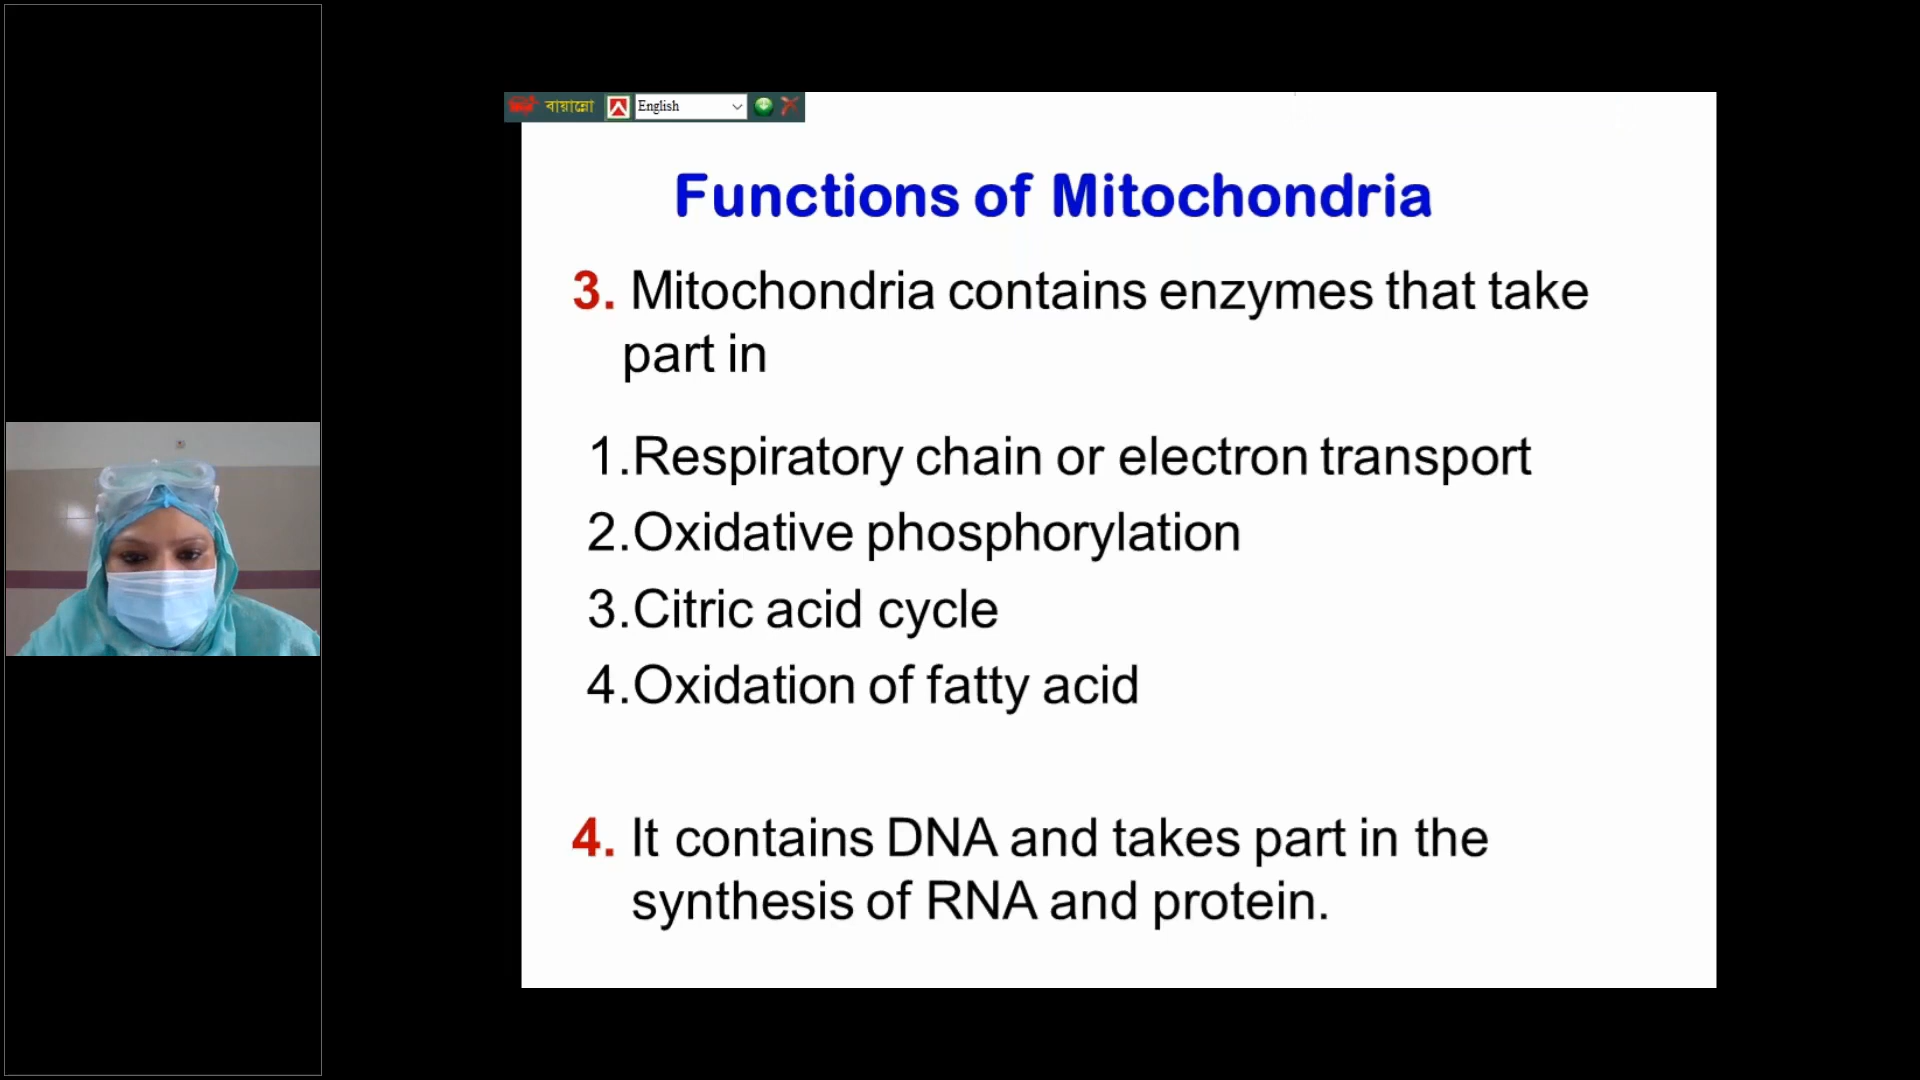 বায়ান্নো English
Functions of Mitochondria
3. Mitochondria contains enzymes that take
part in
1.Respiratory chain or electron transport
2.Oxidative phosphorylation
3.Citric acid cycle
4.Oxidation of fatty acid
4. It contains DNA and takes part in the
synthesis of RNA and protein.